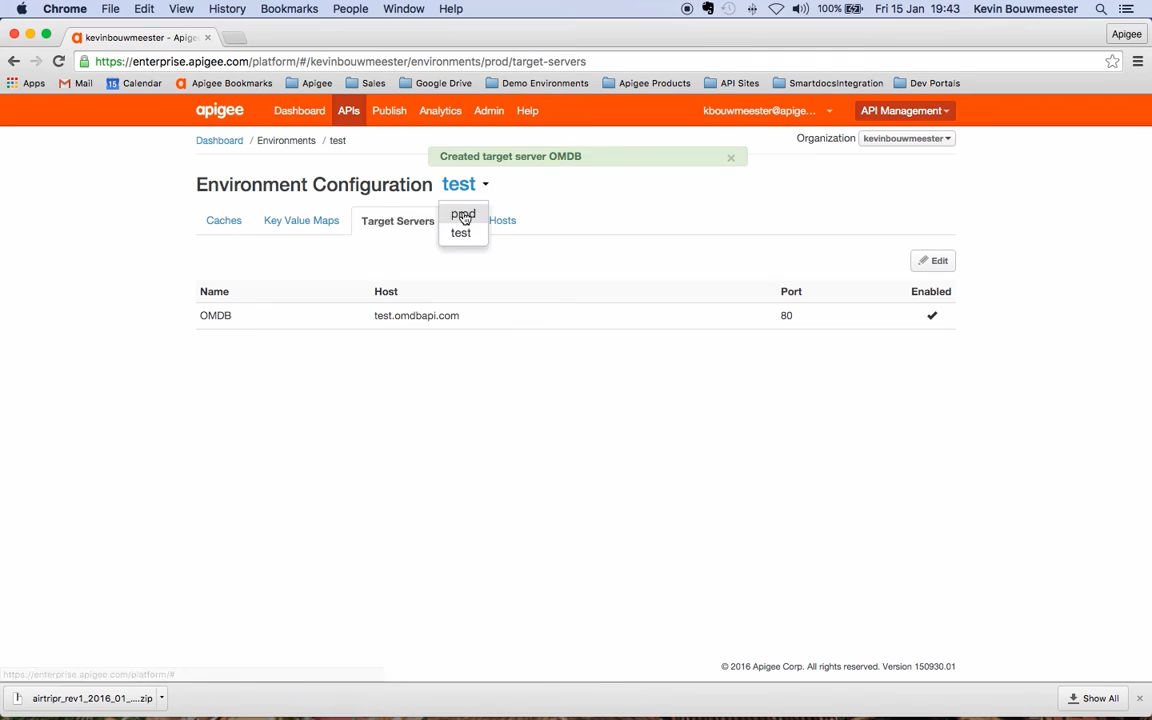 Chrome File Edit View History Bookmarks People Window Help 100% Fri 15 Jan 19:43 Kevin Bouwmeester
kevinbouwmeester - Apige × Apigee
https://enterprise.apigee.com/platform/#/kevinbouwmeester/environments/prod/target-servers
Apps Mail 15 Calendar Apigee Bookmarks Apigee Sales Google Drive Demo Environments Apigee Products API Sites SmartdocsIntegration Dev Portals
apigee Dashboard APIs Publish Analytics Admin Help kbouwmeester@apige... API Management
Dashboard / Environments / test Organization kevinbouwmeester
Created target server OMDB ×
Environment Configuration test
prod
Caches Key Value Maps Target Servers Hosts
test
Edit
Name Host Port Enabled
OMDB test.omdbapi.com 80 ✔
© 2016 Apigee Corp. All rights reserved. Version 150930.01
https://enterprise.apigee.com/platform/#
airtripr_rev1_2016_01_....zip Show All ×